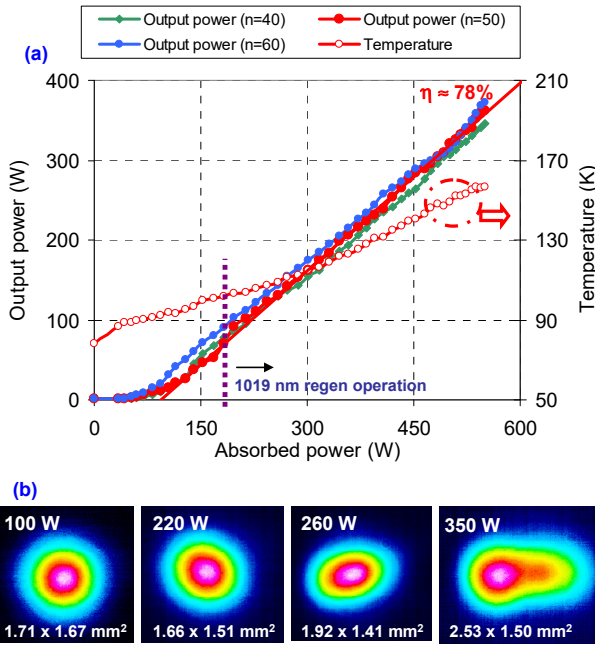 Output power (n=40) Output power (n=50)
Output power (n=60) Temperature
(a)
400 210
η ≈ 78%
300 170
200 130
100 90
0 50
Output power (W)
Temperature (K)
1019 nm regen operation
0 150 300 450 600
Absorbed power (W)
(b)
100 W 220 W 260 W 350 W
1.71 x 1.67 mm² 1.66 x 1.51 mm² 1.92 x 1.41 mm² 2.53 x 1.50 mm²